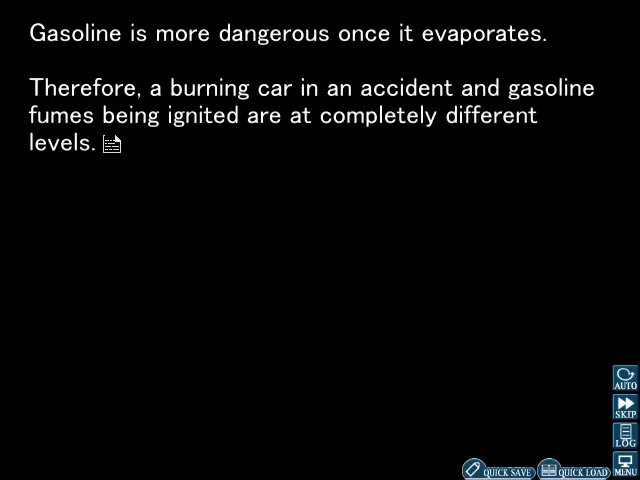 Gasoline is more dangerous once it evaporates.
Therefore, a burning car in an accident and gasoline
fumes being ignited are at completely different
levels.
AUTO
SKIP
LOG
MENU
QUICK SAVE
QUICK LOAD